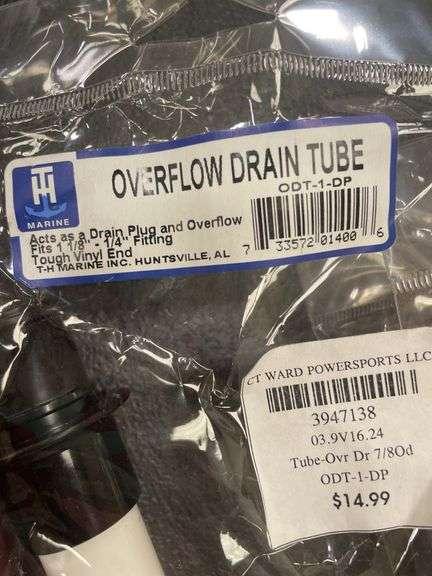 TH
MARINE
OVERFLOW DRAIN TUBE
ODT-1-DP
Acts as a Drain Plug and Overflow
Fits 1 1/8" - 1/4" Fitting
Tough Vinyl End
T-H MARINE INC. HUNTSVILLE, AL
7 33572 01400 6
CT WARD POWERSPORTS LLC
3947138
03.9V16.24
Tube-Ovr Dr 7/8Od
ODT-1-DP
$14.99